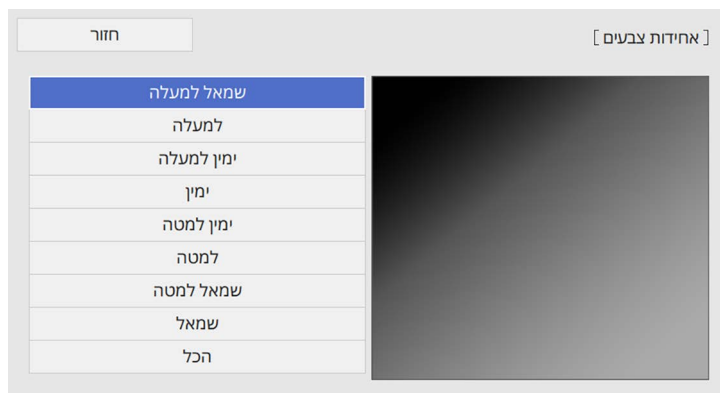 [ אחידות צבעים ]
חזור
שמאל למעלה
למעלה
ימין למעלה
ימין
ימין למטה
למטה
שמאל למטה
שמאל
הכל